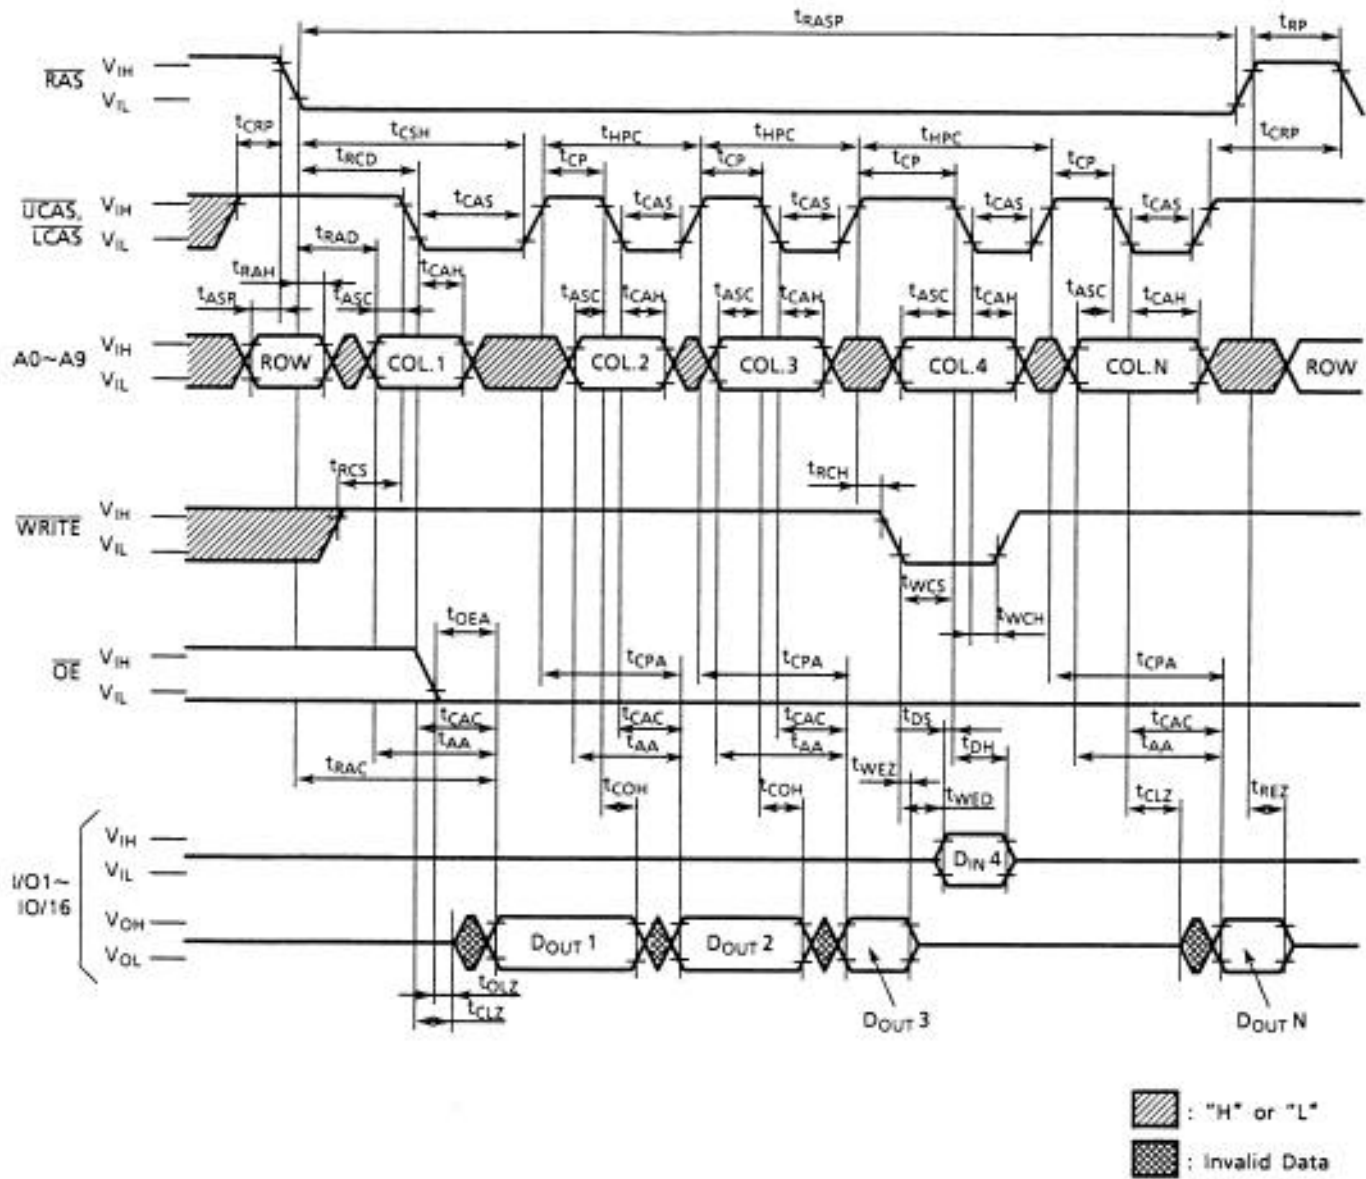 tRASP tRP
RAS VIH
VIL
tCRP tCSH tHPC tHPC tHPC tCRP
tRCD tCP tCP tCP tCP
UCAS, VIH
LCAS VIL
tCAS tCAS tCAS tCAS tCAS
tRAD
tRAH tCAH
tASR tASC tASC tCAH tASC tCAH tASC tCAH tASC tCAH
A0~A9 VIH
VIL
ROW COL.1 COL.2 COL.3 COL.4 COL.N ROW
tRCS tRCH
WRITE VIH
VIL
tWCS
tWCH
tOEA
OE VIH
VIL
tCPA tCPA tCPA
tCAC tCAC tCAC tDS tCAC
tAA tAA tAA tDH tAA
tRAC tWEZ
tCOH tCOH tWED tCLZ tREZ
I/O1~
IO/16
VIH
VIL
DIN 4
VOH
VOL
DOUT 1 DOUT 2
tOLZ
tCLZ
DOUT 3 DOUT N
: "H" or "L"
: Invalid Data